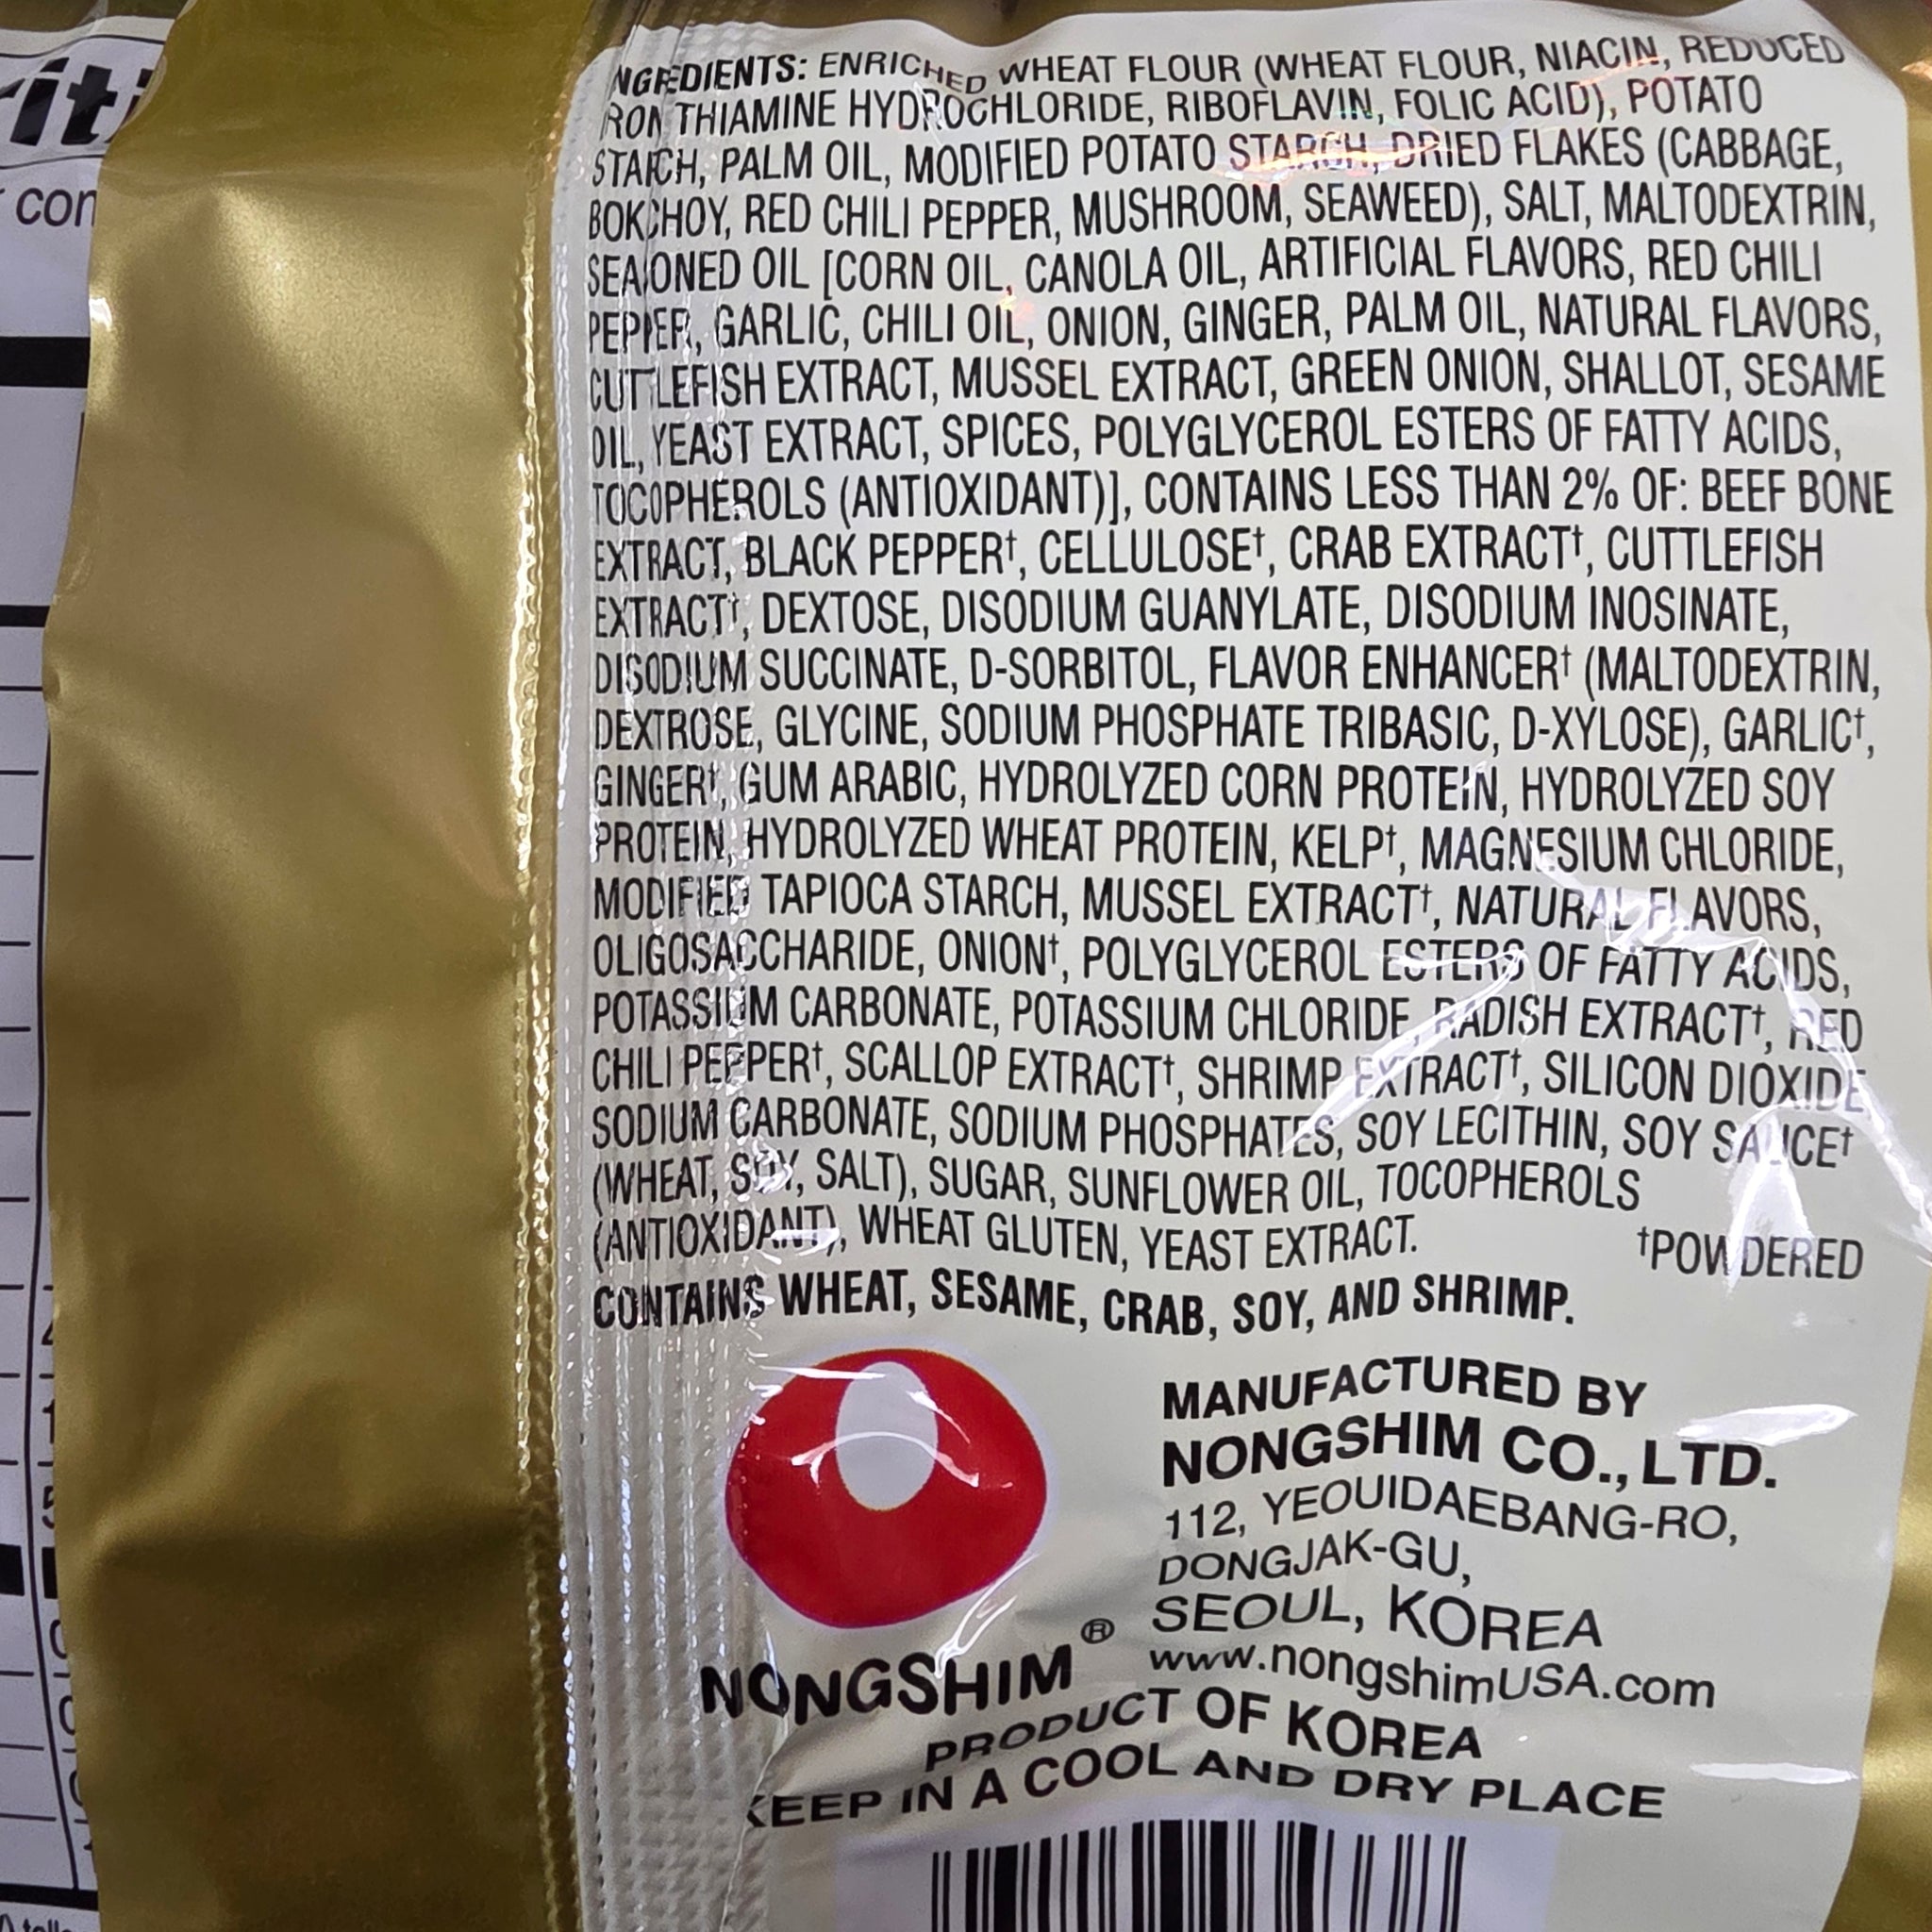 con
NGREDIENTS: ENRICHED WHEAT FLOUR (WHEAT FLOUR, NIACIN, REDUCED
RON THIAMINE HYDROCHLORIDE, RIBOFLAVIN, FOLIC ACID), POTATO
STARCH, PALM OIL, MODIFIED POTATO STARCH, DRIED FLAKES (CABBAGE,
BOKCHOY, RED CHILI PEPPER, MUSHROOM, SEAWEED), SALT, MALTODEXTRIN,
SEASONED OIL [CORN OIL, CANOLA OIL, ARTIFICIAL FLAVORS, RED CHILI
PEPPER, GARLIC, CHILI OIL, ONION, GINGER, PALM OIL, NATURAL FLAVORS,
CUTTLEFISH EXTRACT, MUSSEL EXTRACT, GREEN ONION, SHALLOT, SESAME
OIL, YEAST EXTRACT, SPICES, POLYGLYCEROL ESTERS OF FATTY ACIDS,
TOCOPHEROLS (ANTIOXIDANT)], CONTAINS LESS THAN 2% OF: BEEF BONE
EXTRACT, BLACK PEPPER†, CELLULOSE†, CRAB EXTRACT†, CUTTLEFISH
EXTRACT†, DEXTOSE, DISODIUM GUANYLATE, DISODIUM INOSINATE,
DISODIUM SUCCINATE, D-SORBITOL, FLAVOR ENHANCER† (MALTODEXTRIN,
DEXTROSE, GLYCINE, SODIUM PHOSPHATE TRIBASIC, D-XYLOSE), GARLIC†,
GINGER†, GUM ARABIC, HYDROLYZED CORN PROTEIN, HYDROLYZED SOY
PROTEIN, HYDROLYZED WHEAT PROTEIN, KELP†, MAGNESIUM CHLORIDE,
MODIFIED TAPIOCA STARCH, MUSSEL EXTRACT†, NATURAL FLAVORS,
OLIGOSACCHARIDE, ONION†, POLYGLYCEROL ESTERS OF FATTY ACIDS,
POTASSIUM CARBONATE, POTASSIUM CHLORIDE, RADISH EXTRACT†, RED
CHILI PEPPER†, SCALLOP EXTRACT†, SHRIMP EXTRACT†, SILICON DIOXIDE
SODIUM CARBONATE, SODIUM PHOSPHATES, SOY LECITHIN, SOY SAUCE†
(WHEAT, SOY, SALT), SUGAR, SUNFLOWER OIL, TOCOPHEROLS
(ANTIOXIDANT), WHEAT GLUTEN, YEAST EXTRACT. †POWDERED
CONTAINS WHEAT, SESAME, CRAB, SOY, AND SHRIMP.
MANUFACTURED BY
NONGSHIM CO., LTD.
112, YEOUIDAEBANG-RO,
DONGJAK-GU,
SEOUL, KOREA
www.nongshimUSA.com
NONGSHIM®
PRODUCT OF KOREA
KEEP IN A COOL AND DRY PLACE